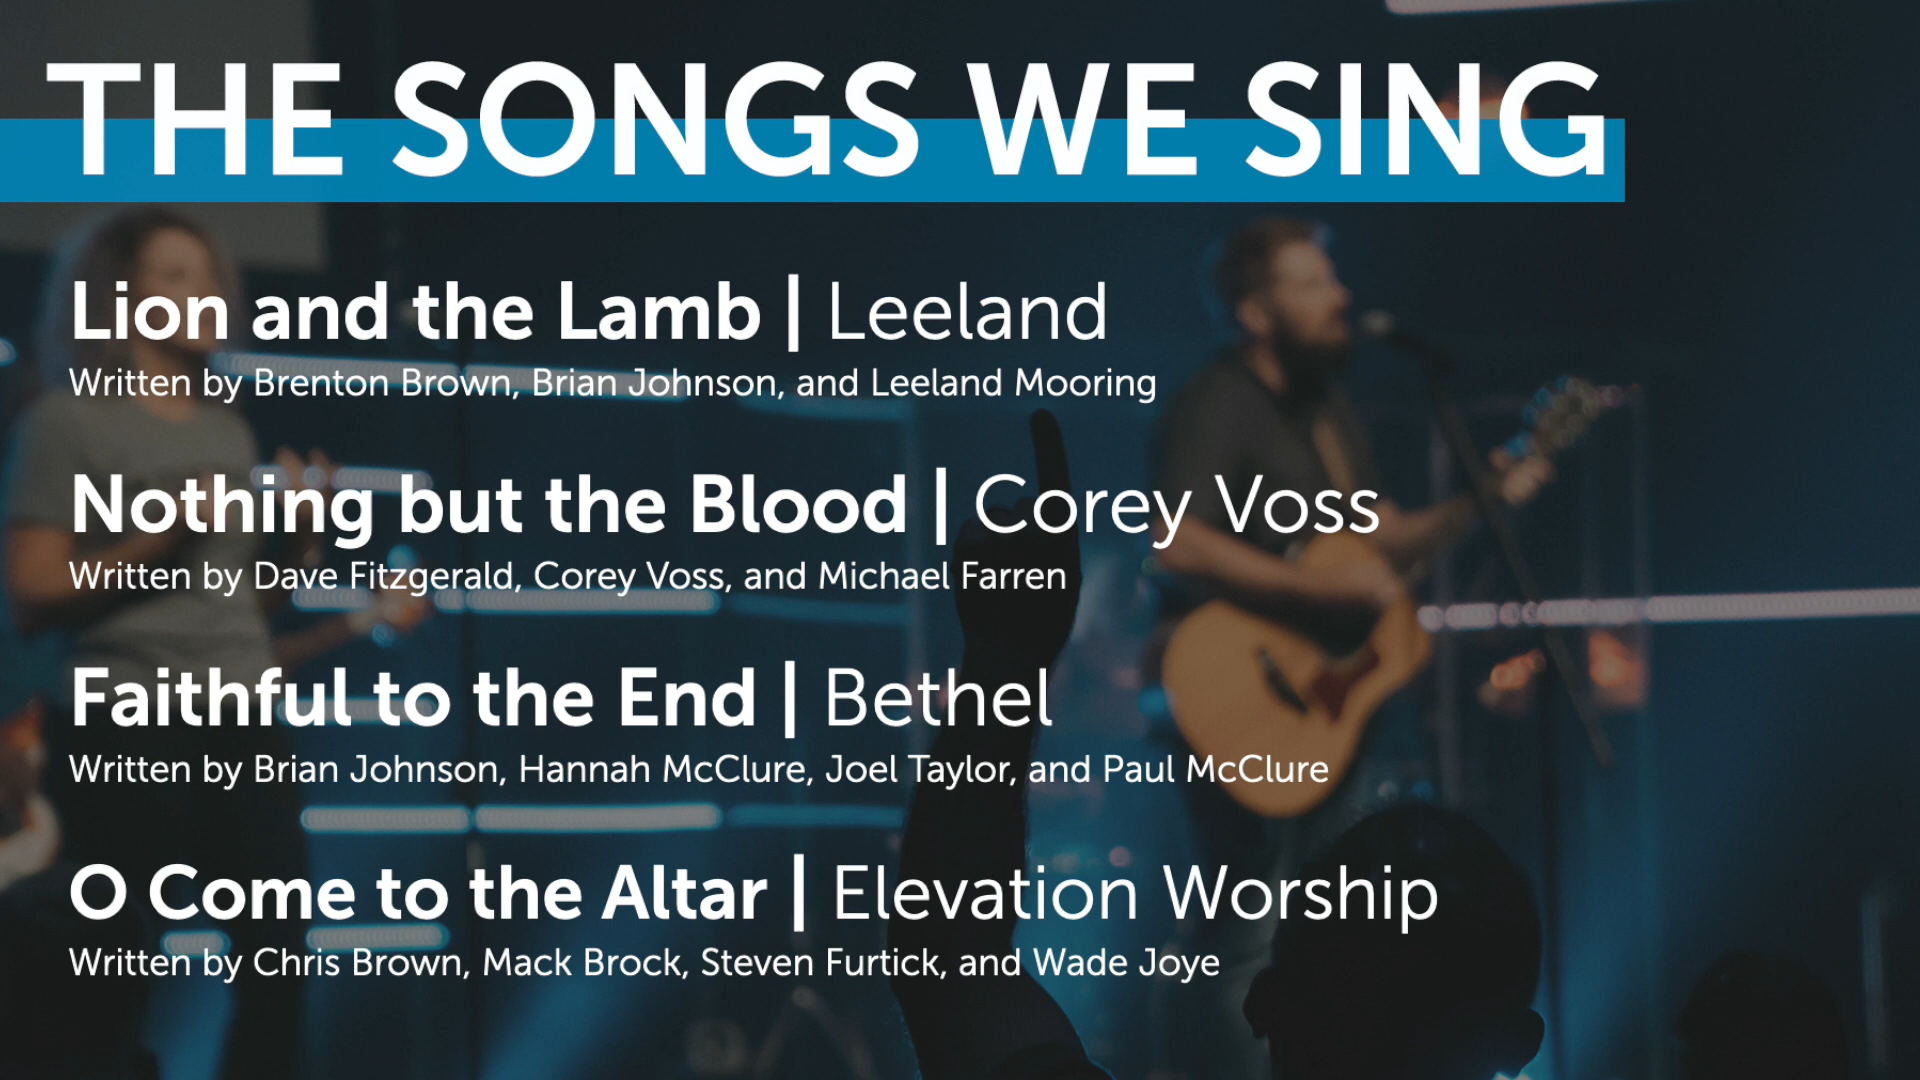 THE SONGS WE SING
Lion and the Lamb | Leeland
Written by Brenton Brown, Brian Johnson, and Leeland Mooring
Nothing but the Blood | Corey Voss
Written by Dave Fitzgerald, Corey Voss, and Michael Farren
Faithful to the End | Bethel
Written by Brian Johnson, Hannah McClure, Joel Taylor, and Paul McClure
O Come to the Altar | Elevation Worship
Written by Chris Brown, Mack Brock, Steven Furtick, and Wade Joye